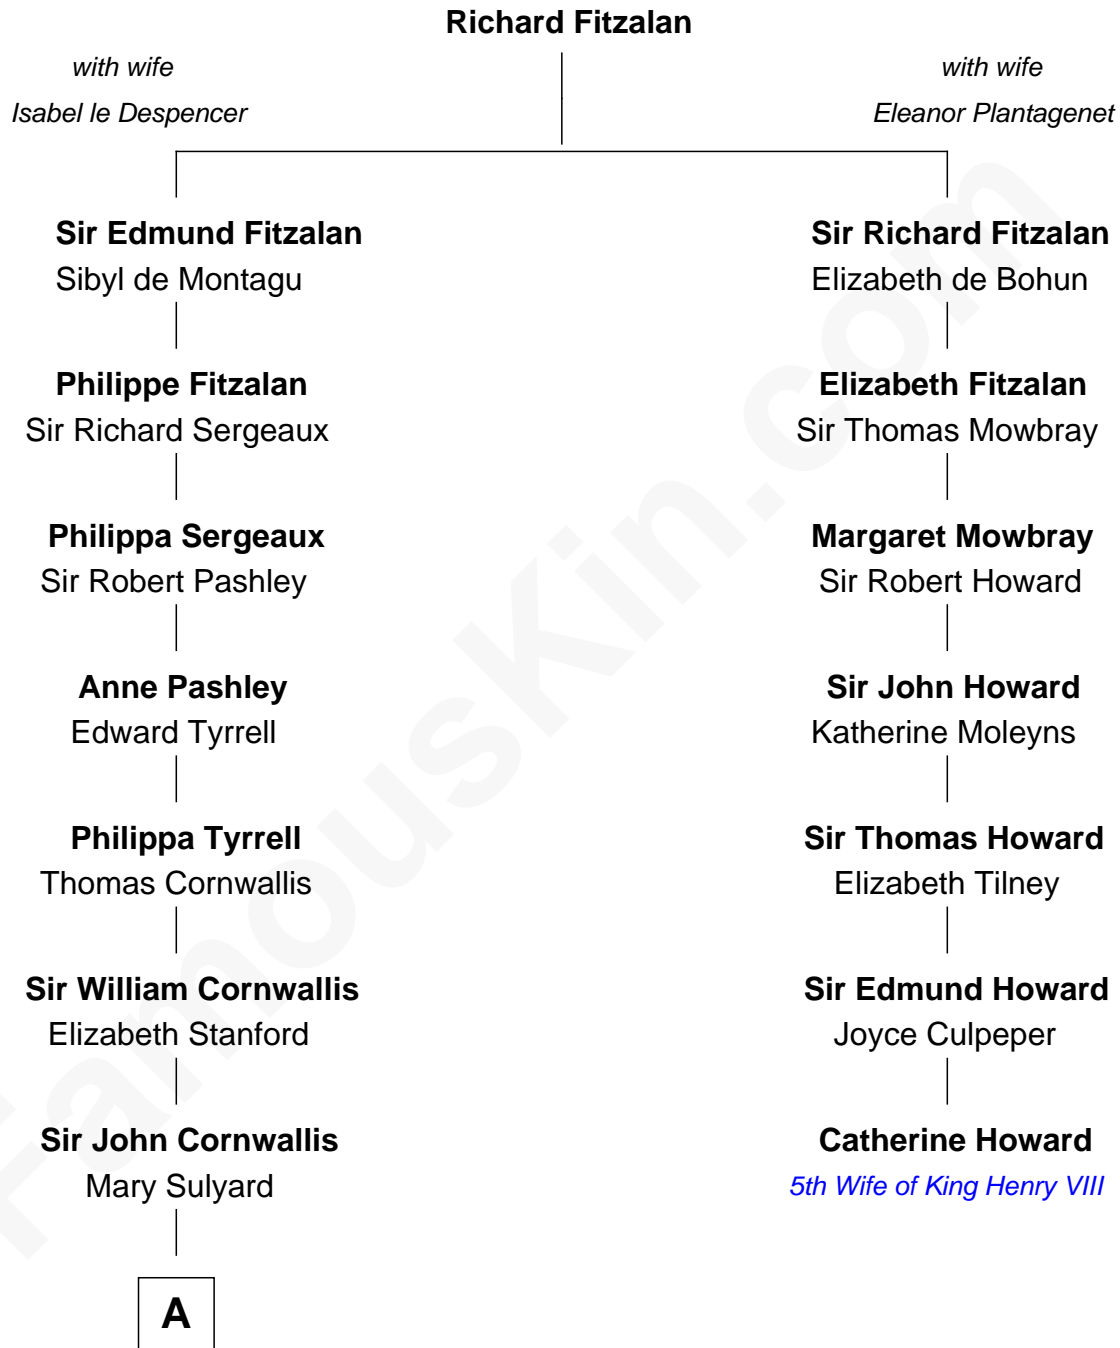 Richard Fitzalan
with wife
Isabel le Despencer
with wife
Eleanor Plantagenet
Sir Edmund Fitzalan
Sibyl de Montagu
Sir Richard Fitzalan
Elizabeth de Bohun
Philippe Fitzalan
Sir Richard Sergeaux
Elizabeth Fitzalan
Sir Thomas Mowbray
Philippa Sergeaux
Sir Robert Pashley
Margaret Mowbray
Sir Robert Howard
Anne Pashley
Edward Tyrrell
Sir John Howard
Katherine Moleyns
Philippa Tyrrell
Thomas Cornwallis
Sir Thomas Howard
Elizabeth Tilney
Sir William Cornwallis
Elizabeth Stanford
Sir Edmund Howard
Joyce Culpeper
Sir John Cornwallis
Mary Sulyard
Catherine Howard
5th Wife of King Henry VIII
A
FamousKin.com